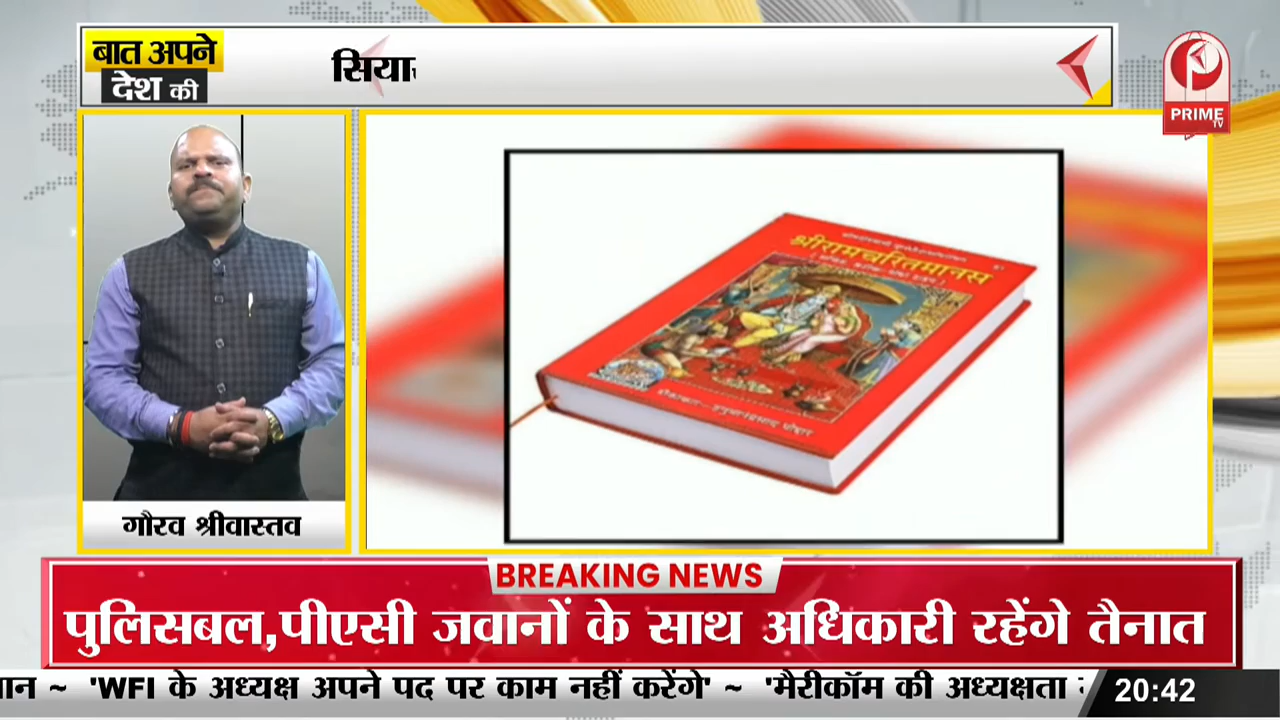 बात अपने
देश की
सिया
PRIME
TV
श्रीरामचरितमानस
गौरव श्रीवास्तव
BREAKING NEWS
पुलिसबल,पीएसी जवानों के साथ अधिकारी रहेंगे तैनात
~ 'WFI के अध्यक्ष अपने पद पर काम नहीं करेंगे' ~ 'मैरीकॉम की अध्यक्षता
20:42